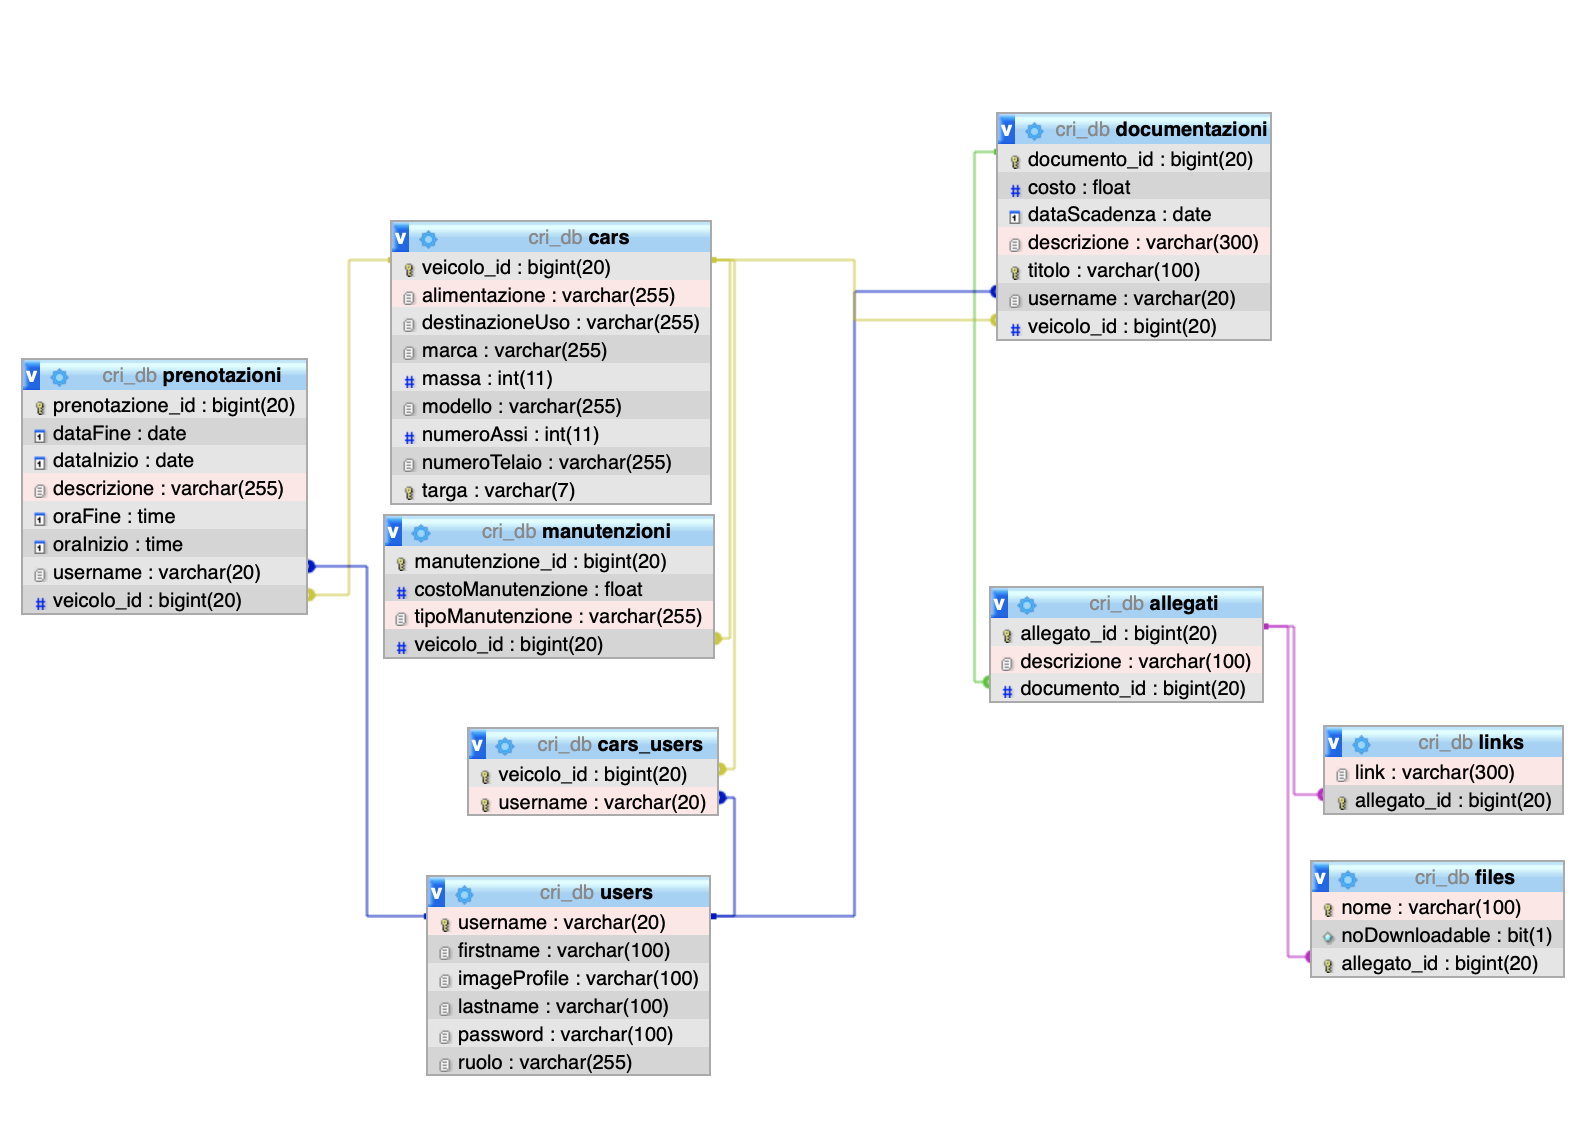 v cri_db prenotazioni
prenotazione_id : bigint(20)
dataFine : date
dataInizio : date
descrizione : varchar(255)
oraFine : time
oraInizio : time
username : varchar(20)
# veicolo_id : bigint(20)
v cri_db cars
veicolo_id : bigint(20)
alimentazione : varchar(255)
destinazioneUso : varchar(255)
marca : varchar(255)
# massa : int(11)
modello : varchar(255)
# numeroAssi : int(11)
numeroTelaio : varchar(255)
targa : varchar(7)
v cri_db manutenzioni
manutenzione_id : bigint(20)
# costoManutenzione : float
tipoManutenzione : varchar(255)
# veicolo_id : bigint(20)
v cri_db cars_users
veicolo_id : bigint(20)
username : varchar(20)
v cri_db users
username : varchar(20)
firstname : varchar(100)
imageProfile : varchar(100)
lastname : varchar(100)
password : varchar(100)
ruolo : varchar(255)
v cri_db documentazioni
documento_id : bigint(20)
# costo : float
dataScadenza : date
descrizione : varchar(300)
titolo : varchar(100)
username : varchar(20)
# veicolo_id : bigint(20)
v cri_db allegati
allegato_id : bigint(20)
descrizione : varchar(100)
# documento_id : bigint(20)
v cri_db links
link : varchar(300)
allegato_id : bigint(20)
v cri_db files
nome : varchar(100)
noDownloadable : bit(1)
allegato_id : bigint(20)